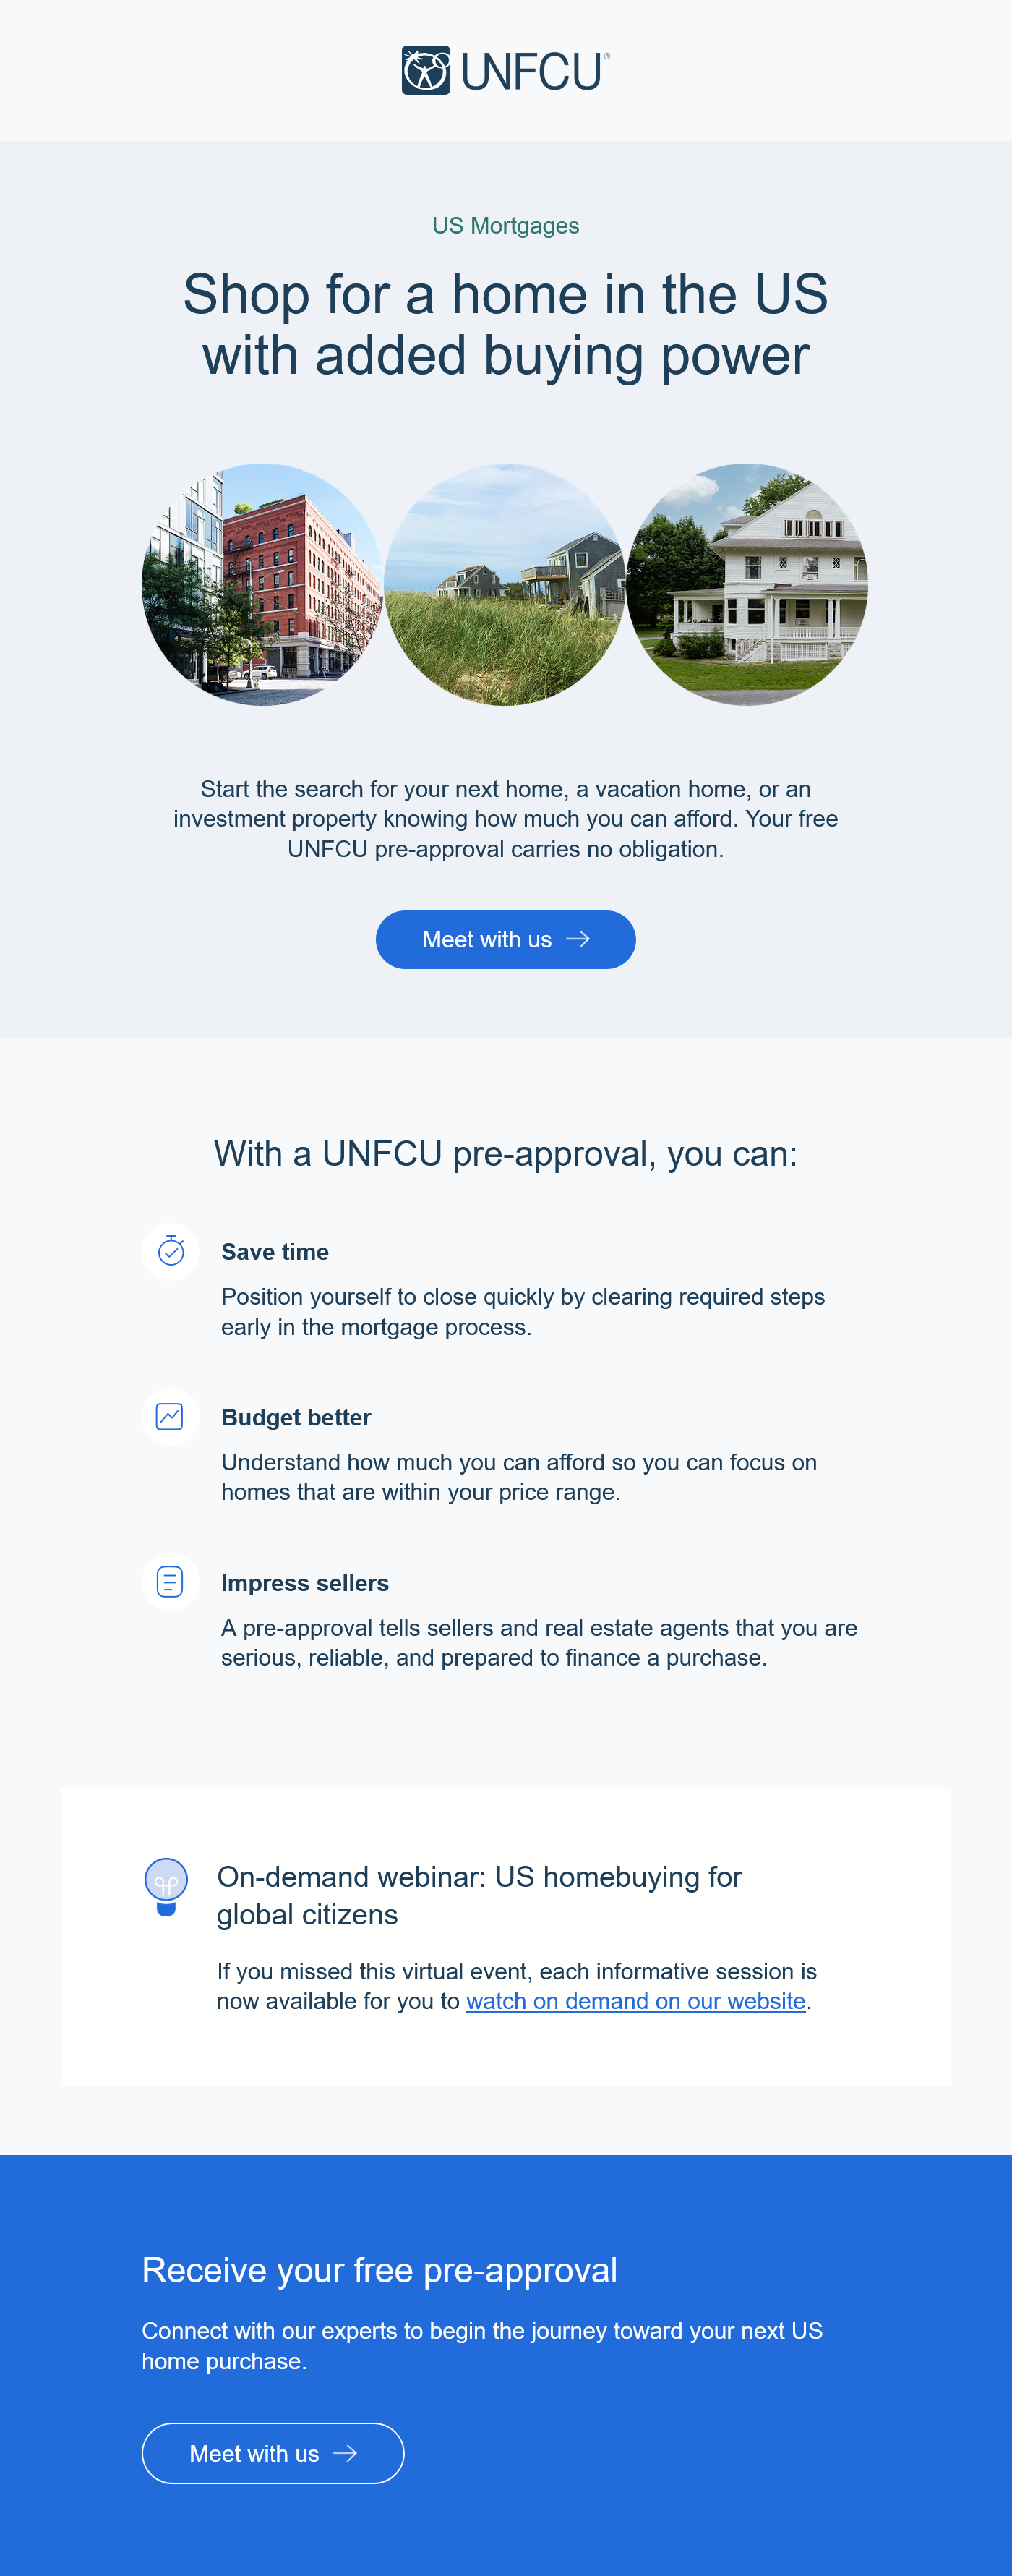 UNFCU®
US Mortgages
Shop for a home in the US
with added buying power
Start the search for your next home, a vacation home, or an
investment property knowing how much you can afford. Your free
UNFCU pre-approval carries no obligation.
Meet with us →
With a UNFCU pre-approval, you can:
Save time
Position yourself to close quickly by clearing required steps
early in the mortgage process.
Budget better
Understand how much you can afford so you can focus on
homes that are within your price range.
Impress sellers
A pre-approval tells sellers and real estate agents that you are
serious, reliable, and prepared to finance a purchase.
On-demand webinar: US homebuying for
global citizens
If you missed this virtual event, each informative session is
now available for you to watch on demand on our website.
Receive your free pre-approval
Connect with our experts to begin the journey toward your next US
home purchase.
Meet with us →